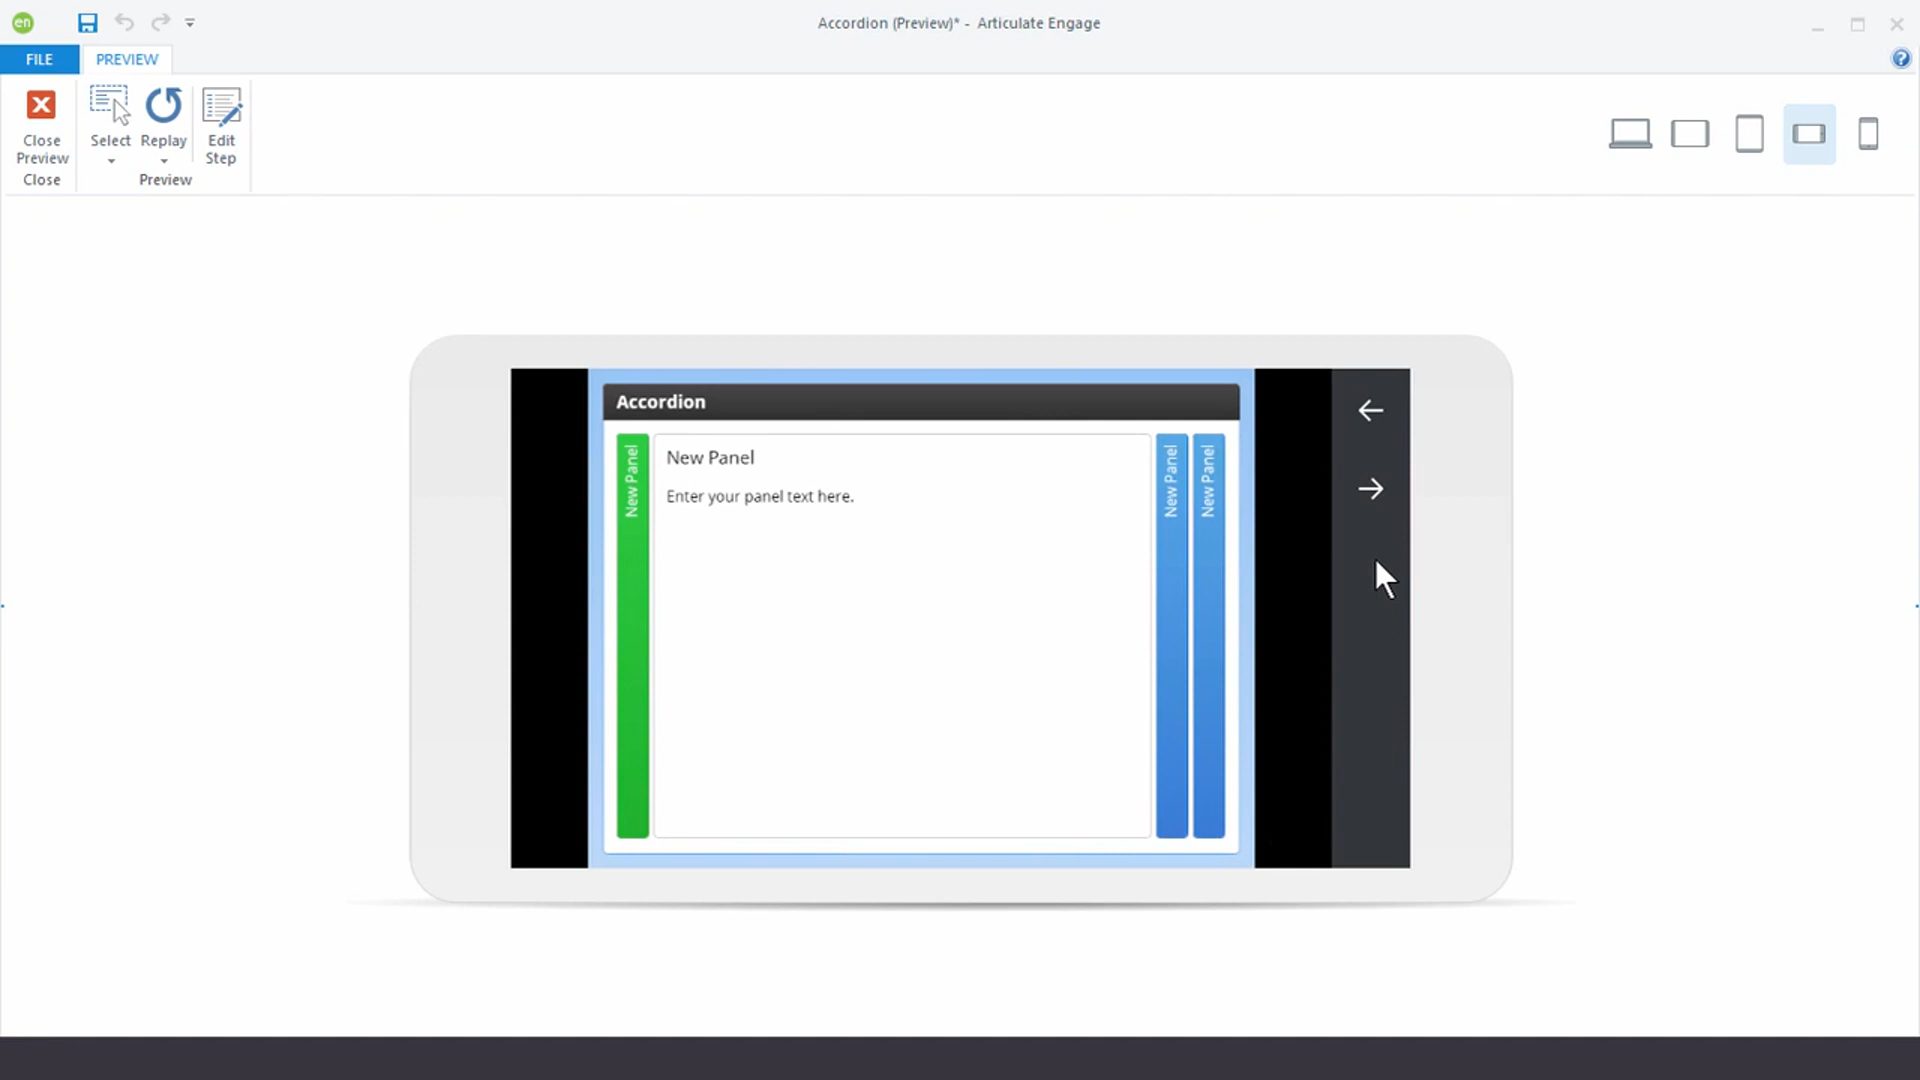 en
Accordion (Preview)* - Articulate Engage
FILE
PREVIEW
?
Close
Preview
Select
Replay
Edit
Step
Close
Preview
Accordion
New Panel
New Panel
Enter your panel text here.
New Panel
New Panel